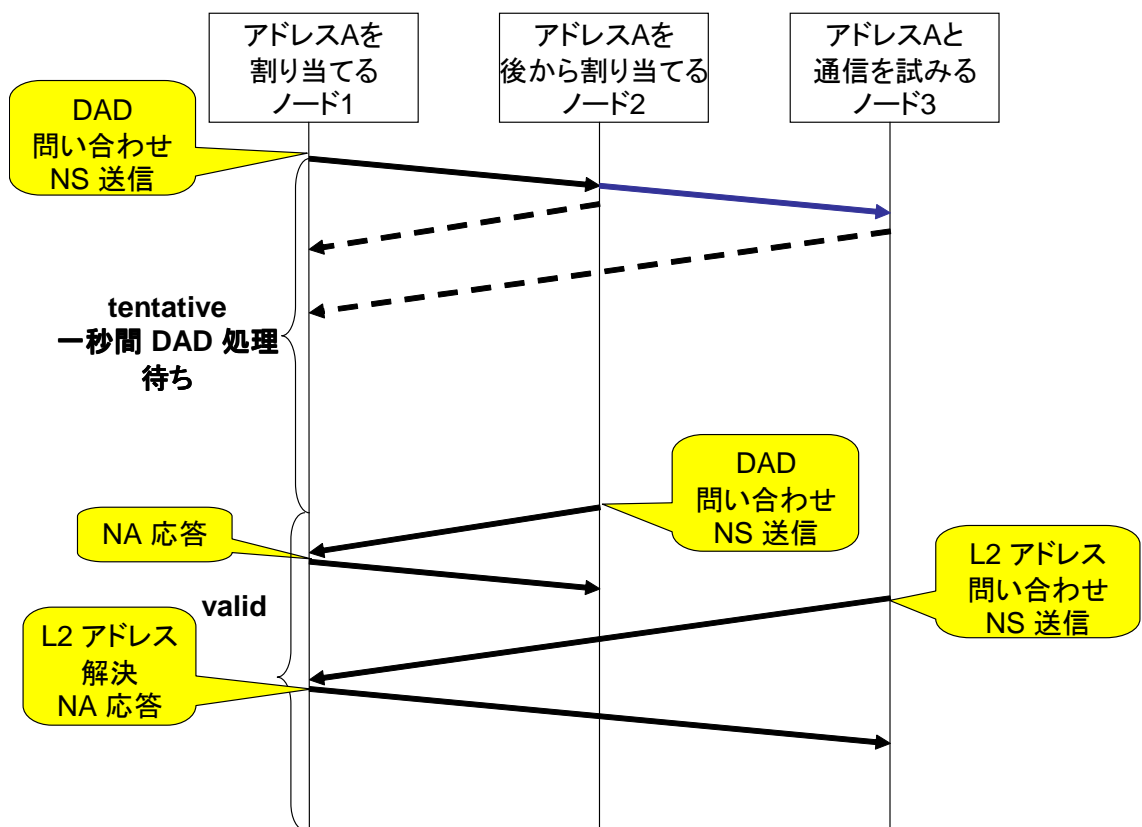 アドレスAを
割り当てる
ノード1
アドレスAを
後から割り当てる
ノード2
アドレスAと
通信を試みる
ノード3
DAD
問い合わせ
NS 送信
tentative
一秒間 DAD 処理
待ち
DAD
問い合わせ
NS 送信
NA 応答
L2 アドレス
問い合わせ
NS 送信
valid
L2 アドレス
解決
NA 応答